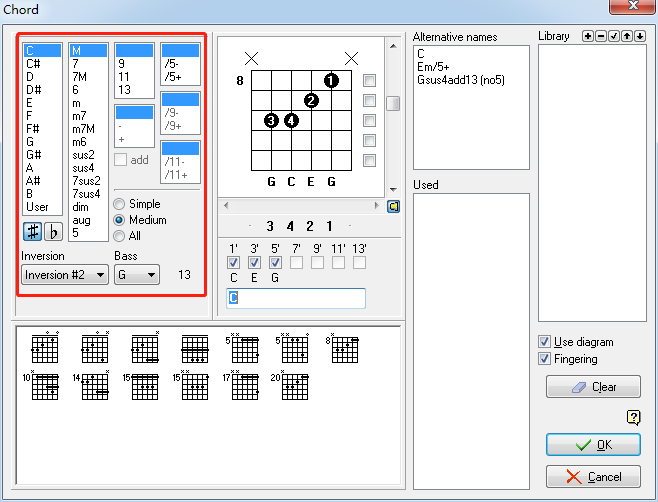 Chord
C
C#
D
D#
E
F
F#
G
G#
A
A#
B
User
M
7
7M
6
m
m7
m7M
m6
sus2
sus4
7sus2
7sus4
dim
aug
5
9
11
13
-
+
add
/5-
/5+
/9-
/9+
/11-
/11+
Simple
Medium
All
♯ ♭
Inversion Bass
Inversion #2 G 13
8
1
2
3 4
G C E G
3 4 2 1
1' 3' 5' 7' 9' 11' 13'
C E G
C
Alternative names
C
Em/5+
Gsus4add13 (no5)
Used
Library
Use diagram
Fingering
Clear
?
OK
Cancel
5 5 8
10 14 15 15 17 20